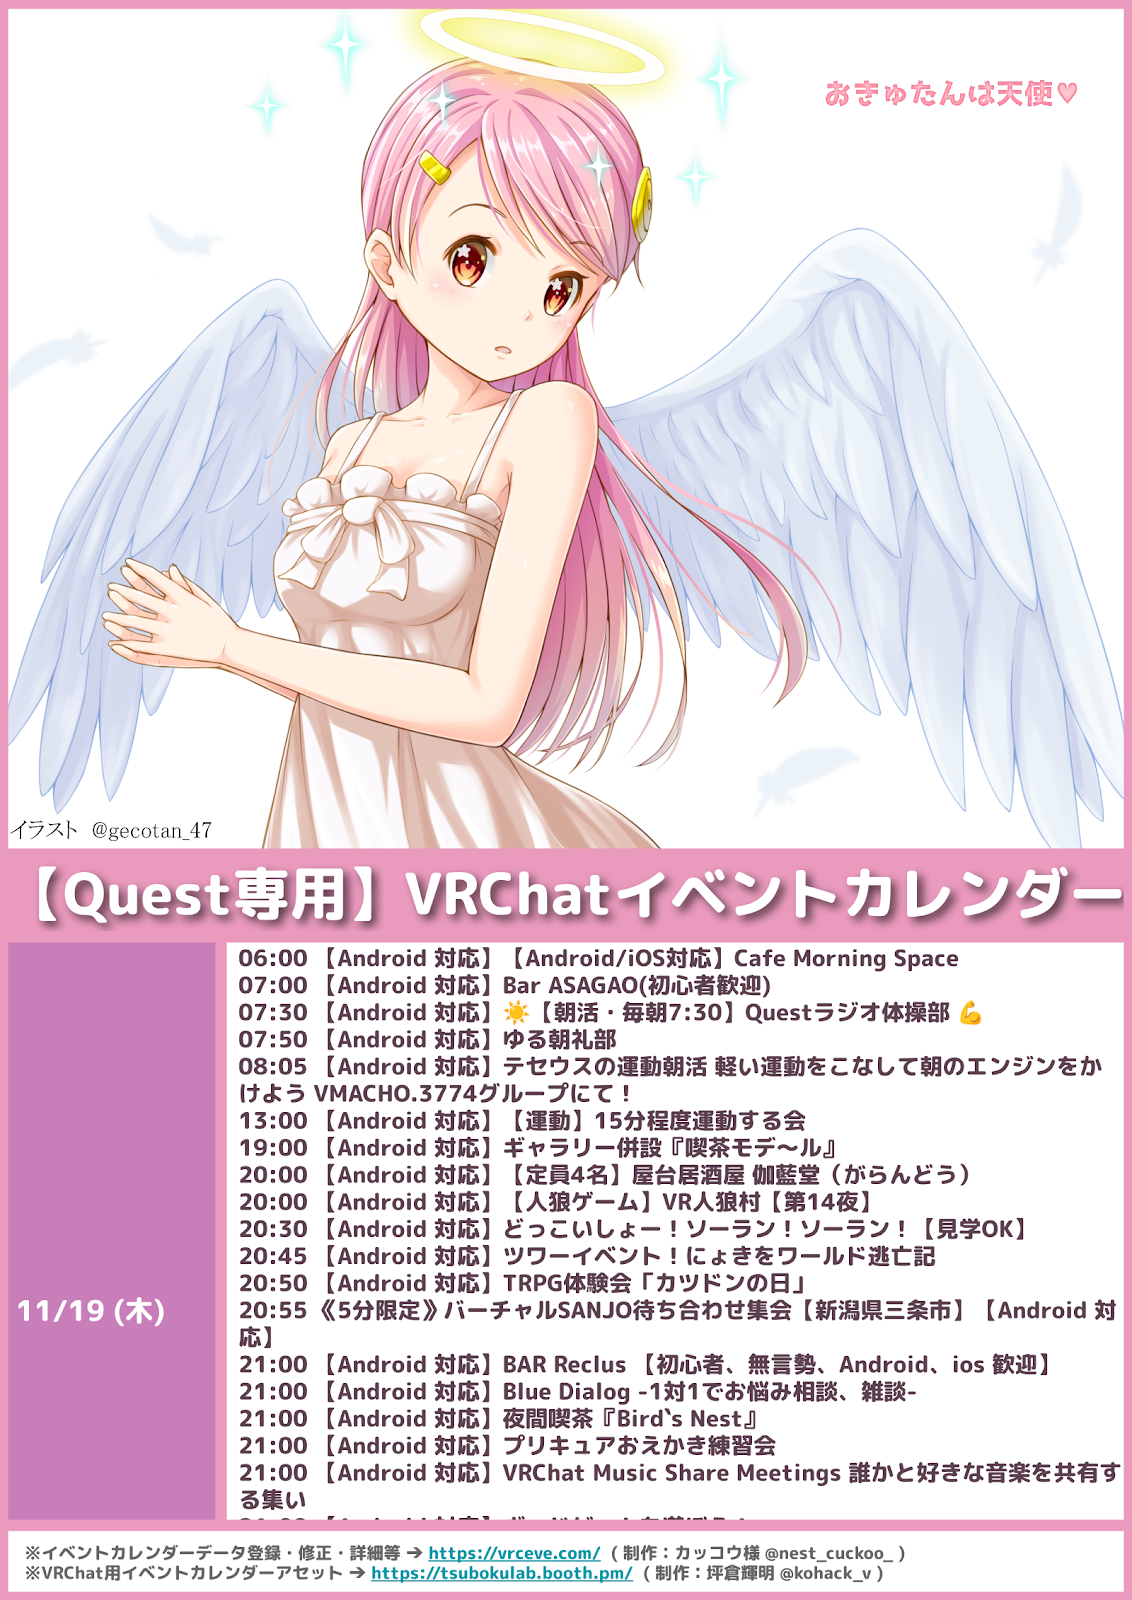 おきゅたんは天使♥
イラスト @gecotan_47
【Quest専用】VRChatイベントカレンダー
11/19 (木)
06:00 【Android 対応】【Android/iOS対応】Cafe Morning Space
07:00 【Android 対応】Bar ASAGAO(初心者歓迎)
07:30 【Android 対応】☀️【朝活・毎朝7:30】Questラジオ体操部 💪
07:50 【Android 対応】ゆる朝礼部
08:05 【Android 対応】テセウスの運動朝活 軽い運動をこなして朝のエンジンをか
けよう VMACHO.3774グループにて！
13:00 【Android 対応】【運動】15分程度運動する会
19:00 【Android 対応】ギャラリー併設『喫茶モデ～ル』
20:00 【Android 対応】【定員4名】屋台居酒屋 伽藍堂（がらんどう）
20:00 【Android 対応】【人狼ゲーム】VR人狼村【第14夜】
20:30 【Android 対応】どっこいしょー！ソーラン！ソーラン！【見学OK】
20:45 【Android 対応】ツワーイベント！にょきをワールド逃亡記
20:50 【Android 対応】TRPG体験会「カツドンの日」
20:55 《5分限定》バーチャルSANJO待ち合わせ集会【新潟県三条市】【Android 対
応】
21:00 【Android 対応】BAR Reclus 【初心者、無言勢、Android、ios 歓迎】
21:00 【Android 対応】Blue Dialog -1対1でお悩み相談、雑談-
21:00 【Android 対応】夜間喫茶『Bird`s Nest』
21:00 【Android 対応】プリキュアおえかき練習会
21:00 【Android 対応】VRChat Music Share Meetings 誰かと好きな音楽を共有す
る集い
※イベントカレンダーデータ登録・修正・詳細等 → https://vrceve.com/ ( 制作：カッコウ様 @nest_cuckoo_ )
※VRChat用イベントカレンダーアセット → https://tsubokulab.booth.pm/ ( 制作：坪倉輝明 @kohack_v )